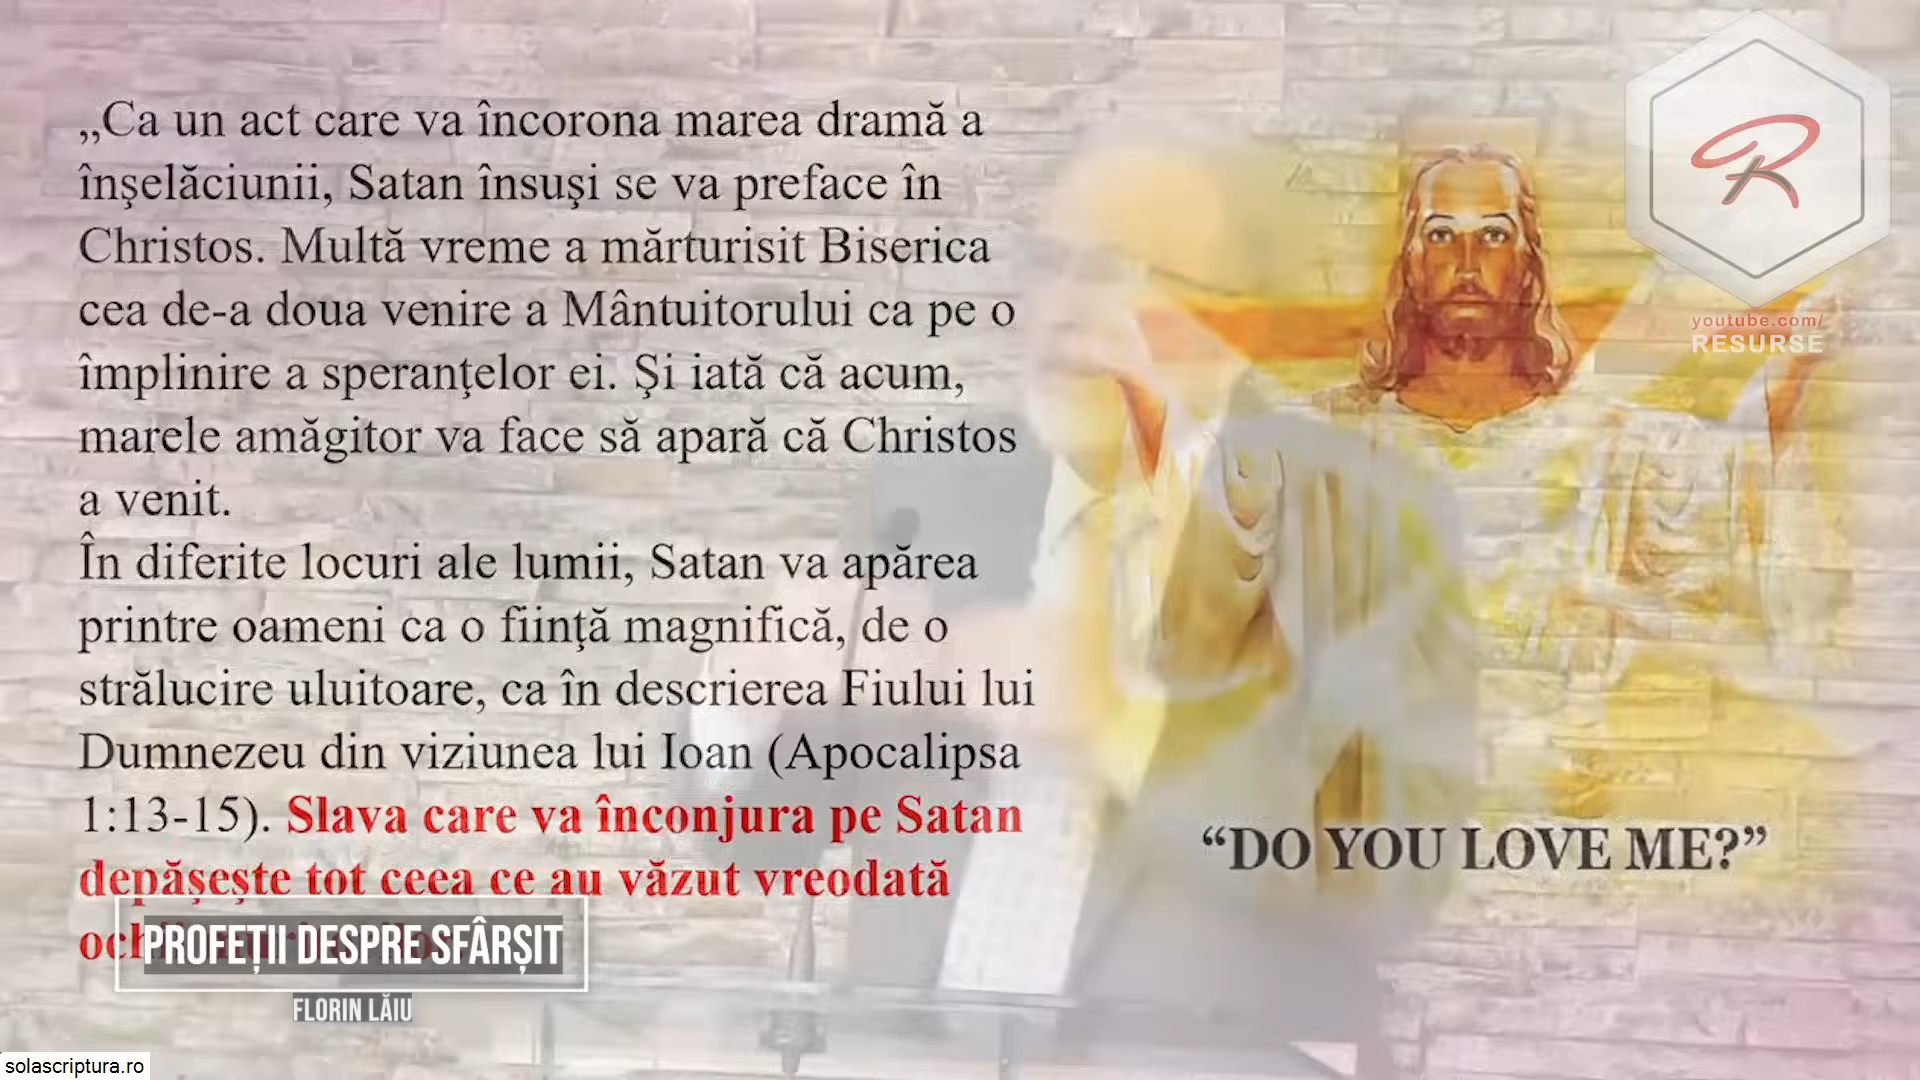 „Ca un act care va încorona marea dramă a
înşelăciunii, Satan însuşi se va preface în
Christos. Multă vreme a mărturisit Biserica
cea de-a doua venire a Mântuitorului ca pe o
împlinire a speranţelor ei. Şi iată că acum,
marele amăgitor va face să apară că Christos
a venit.
În diferite locuri ale lumii, Satan va apărea
printre oameni ca o fiinţă magnifică, de o
strălucire uluitoare, ca în descrierea Fiului lui
Dumnezeu din viziunea lui Ioan (Apocalipsa
1:13-15). Slava care va înconjura pe Satan
depăşeşte tot ceea ce au văzut vreodată
“DO YOU LOVE ME?”
R
youtube.com/
RESURSE
PROFEȚII DESPRE SFÂRȘIT
FLORIN LĂIU
solascriptura.ro